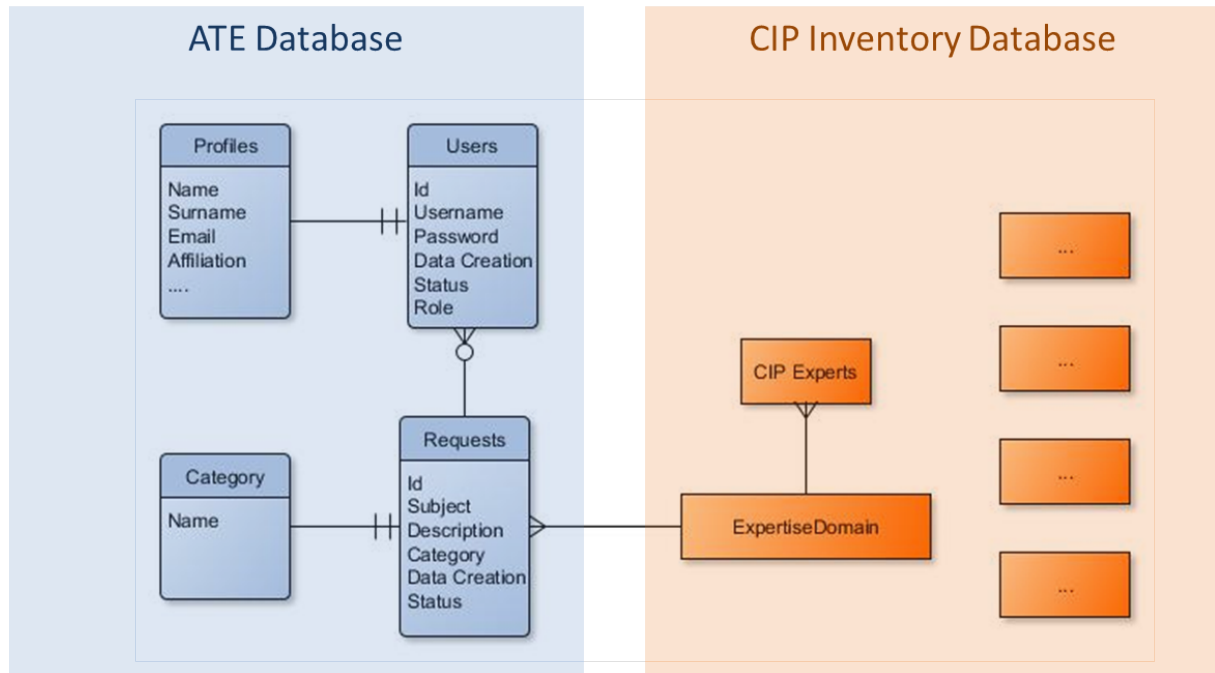 ATE Database
CIP Inventory Database
Profiles
Name
Surname
Email
Affiliation
....
Users
Id
Username
Password
Data Creation
Status
Role
Category
Name
Requests
Id
Subject
Description
Category
Data Creation
Status
CIP Experts
ExpertiseDomain
...
...
...
...